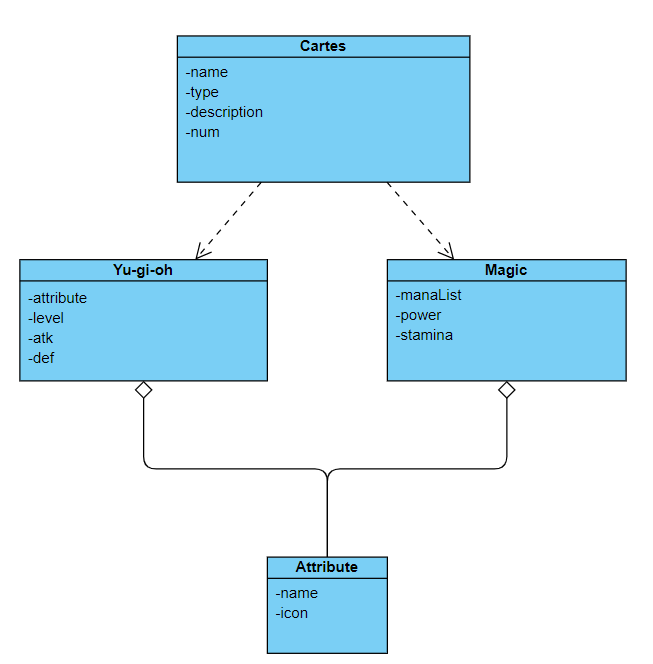 Cartes
-name
-type
-description
-num
Yu-gi-oh
-attribute
-level
-atk
-def
Magic
-manaList
-power
-stamina
Attribute
-name
-icon